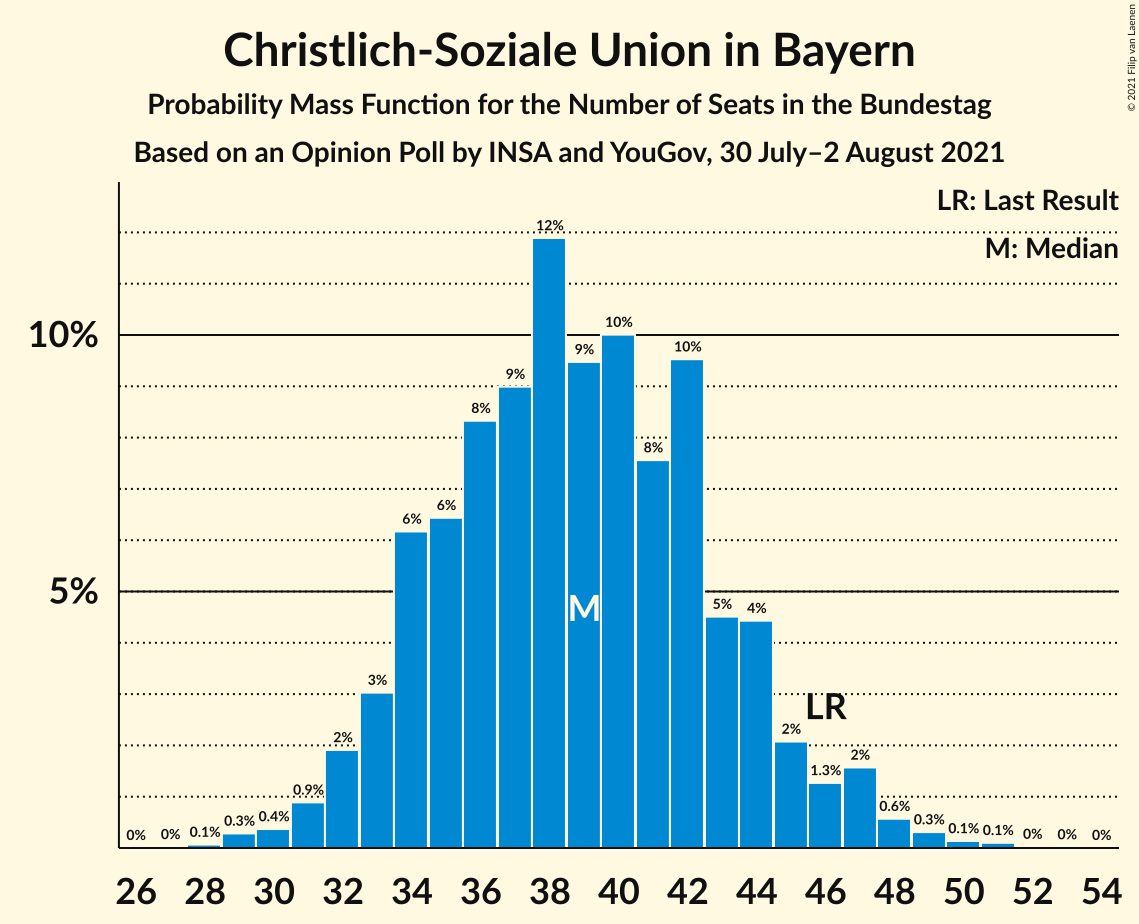 Christlich-Soziale Union in Bayern
Probability Mass Function for the Number of Seats in the Bundestag
Based on an Opinion Poll by INSA and YouGov, 30 July–2 August 2021
© 2021 Filip van Laenen
LR: Last Result
M: Median
10%
5%
0% 0% 0.1% 0.3% 0.4% 0.9% 2% 3% 6% 6% 8% 9% 12% 9% 10% 8% 10% 5% 4% 2% 1.3% 2% 0.6% 0.3% 0.1% 0.1% 0% 0% 0%
M
LR
26 28 30 32 34 36 38 40 42 44 46 48 50 52 54